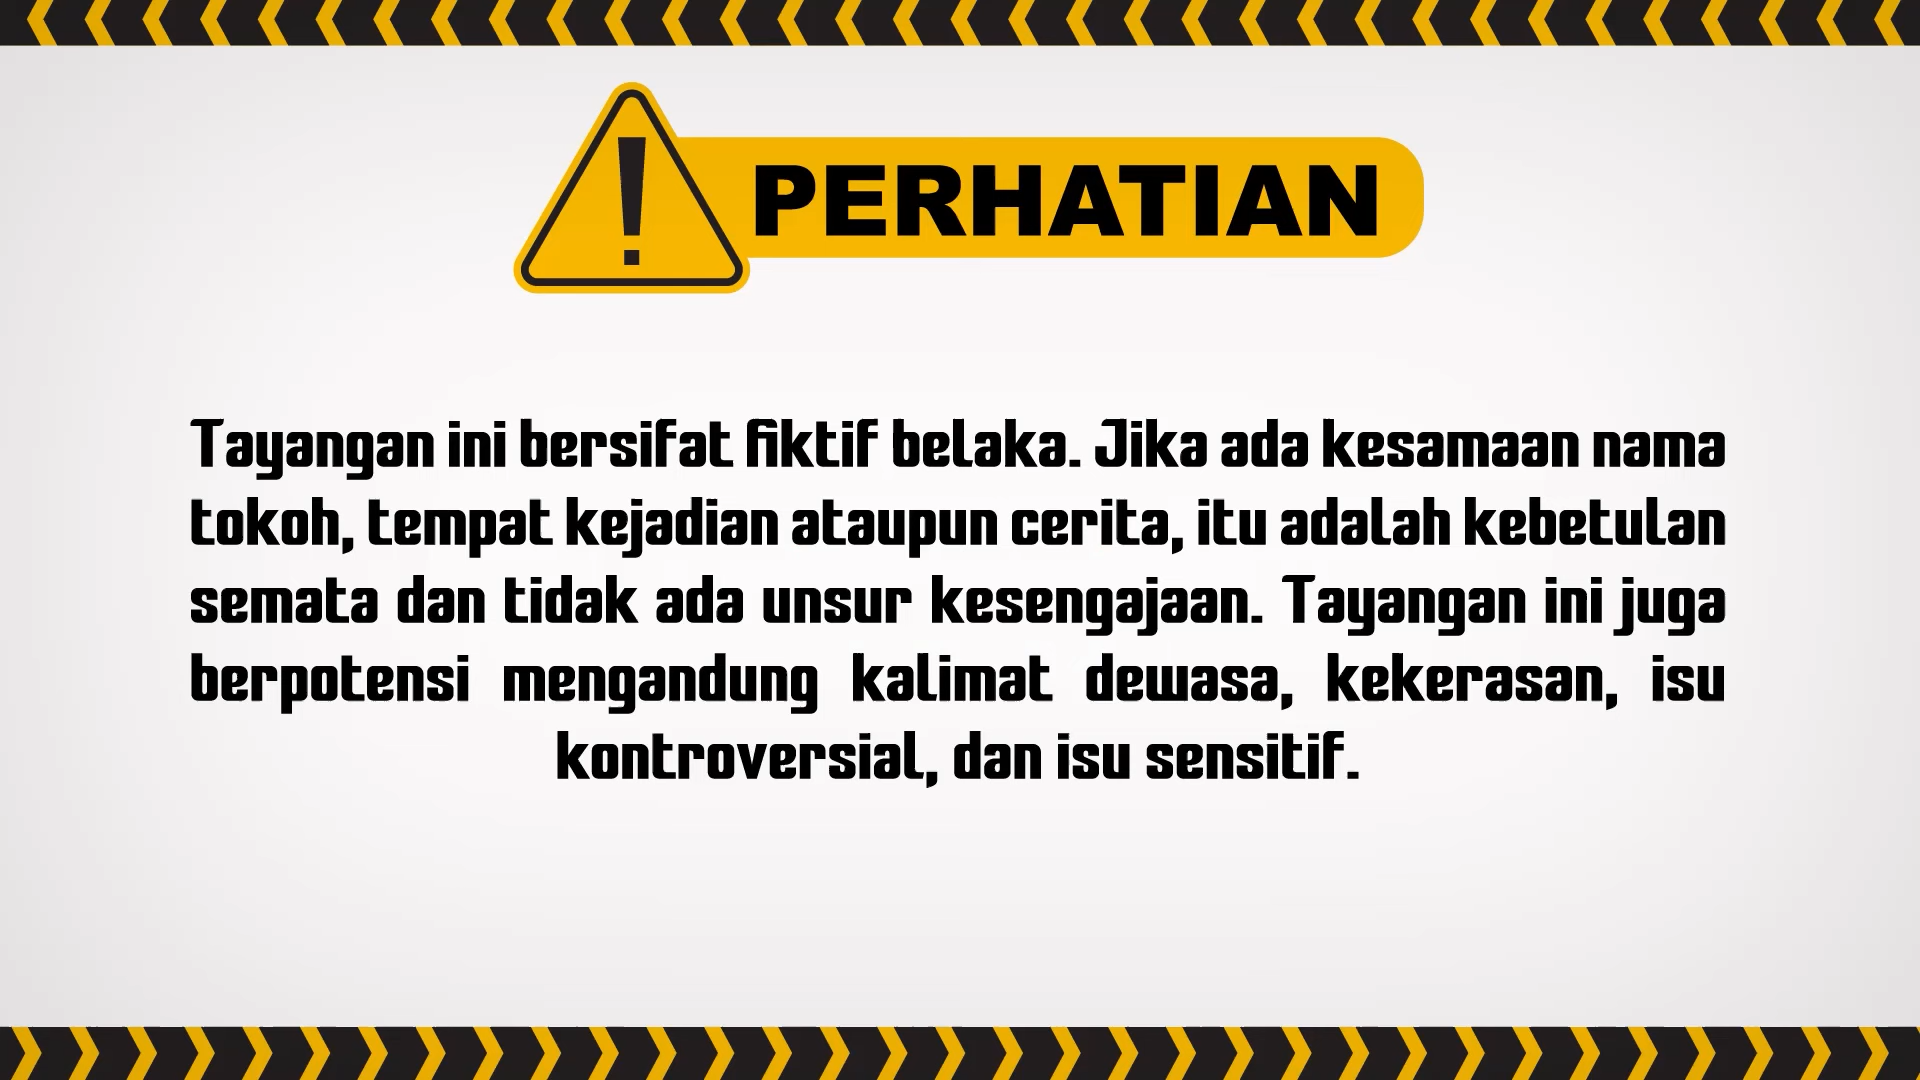 PERHATIAN
Tayangan ini bersifat fiktif belaka. Jika ada kesamaan nama
tokoh, tempat kejadian ataupun cerita, itu adalah kebetulan
semata dan tidak ada unsur kesengajaan. Tayangan ini juga
berpotensi mengandung kalimat dewasa, kekerasan, isu
kontroversial, dan isu sensitif.